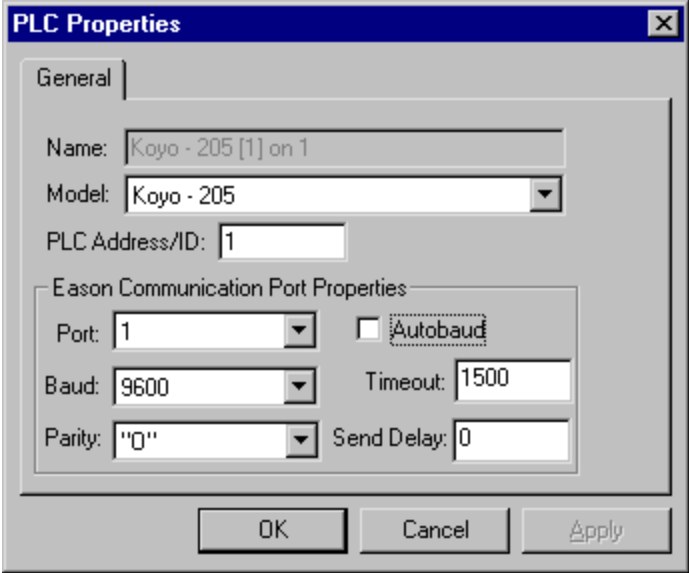 PLC Properties
General
Name: Koyo - 205 [1] on 1
Model: Koyo - 205
PLC Address/ID: 1
Eason Communication Port Properties
Port: 1 Autobaud
Baud: 9600 Timeout: 1500
Parity: "O" Send Delay: 0
OK Cancel Apply